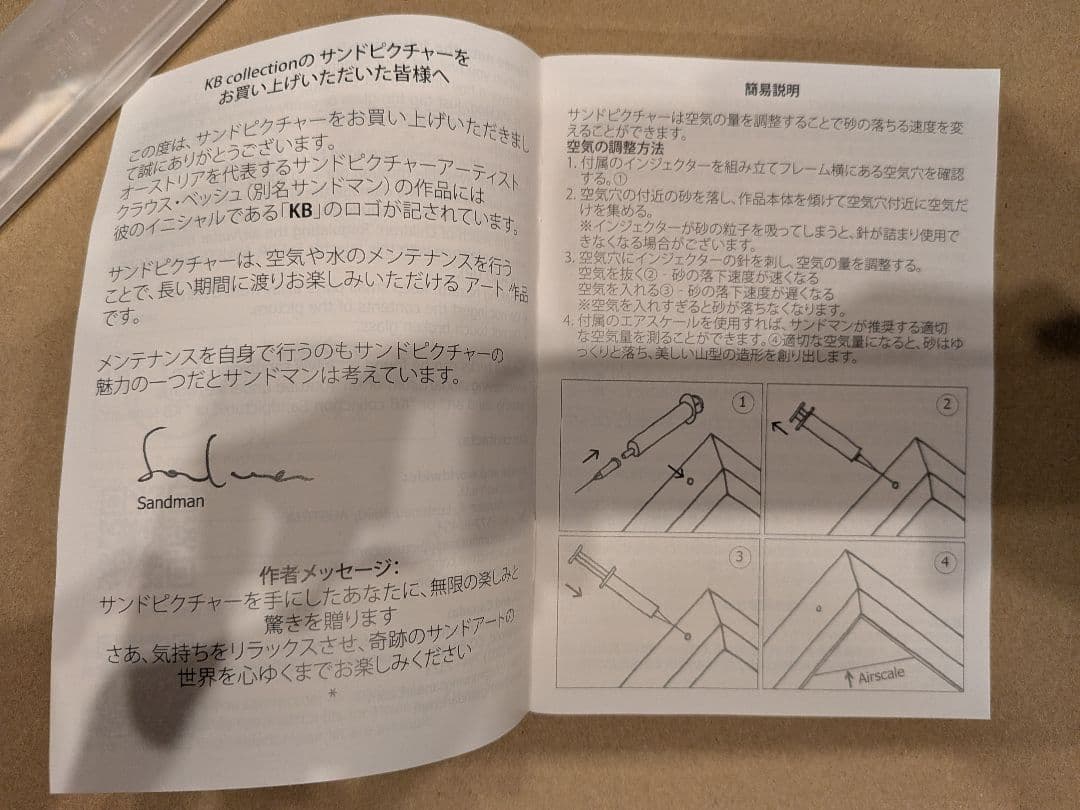 KB collectionの サンドピクチャーを
お買い上げいただいた皆様へ
この度は、サンドピクチャーをお買い上げいただきまし
て誠にありがとうございます。
オーストリアを代表するサンドピクチャーアーティスト
クラウス・ベッシュ（別名サンドマン）の作品には
彼のイニシャルである「KB」のロゴが記されています。
サンドピクチャーは、空気や水のメンテナンスを行う
ことで、長い期間に渡りお楽しみいただける アート 作品
です。
メンテナンスを自身で行うのもサンドピクチャーの
魅力の一つだとサンドマンは考えています。
Sandman
Sandman
作者メッセージ：
サンドピクチャーを手にしたあなたに、無限の楽しみと
驚きを贈ります
さあ、気持ちをリラックスさせ、奇跡のサンドアートの
世界を心ゆくまでお楽しみください
*
簡易説明
サンドピクチャーは空気の量を調整することで砂の落ちる速度を変
えることができます。
空気の調整方法
1. 付属のインジェクターを組み立てフレーム横にある空気穴を確認
する。①
2. 空気穴の付近の砂を落し、作品本体を傾けて空気穴付近に空気だ
けを集める。
※インジェクターが砂の粒子を吸ってしまうと、針が詰まり使用で
きなくなる場合がございます。
3. 空気穴にインジェクターの針を刺し、空気の量を調整する。
空気を抜く② - 砂の落下速度が速くなる
空気を入れる③ - 砂の落下速度が遅くなる
※空気を入れすぎると砂が落ちなくなります。
4. 付属のエアスケールを使用すれば、サンドマンが推奨する適切
な空気量を測ることができます。④適切な空気量になると、砂はゆ
っくりと落ち、美しい山型の造形を創り出します。
①
②
③
④
Airscale